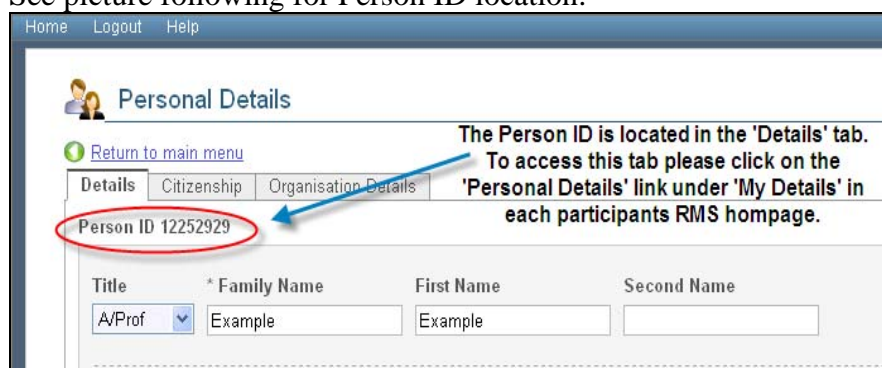 See picture following for Person ID location:
Home Logout Help
Personal Details
The Person ID is located in the 'Details' tab.
Return to main menu
To access this tab please click on the
Details Citizenship Organisation Details
'Personal Details' link under 'My Details' in
each participants RMS hompage.
Person ID 12252929
Title * Family Name First Name Second Name
A/Prof Example Example